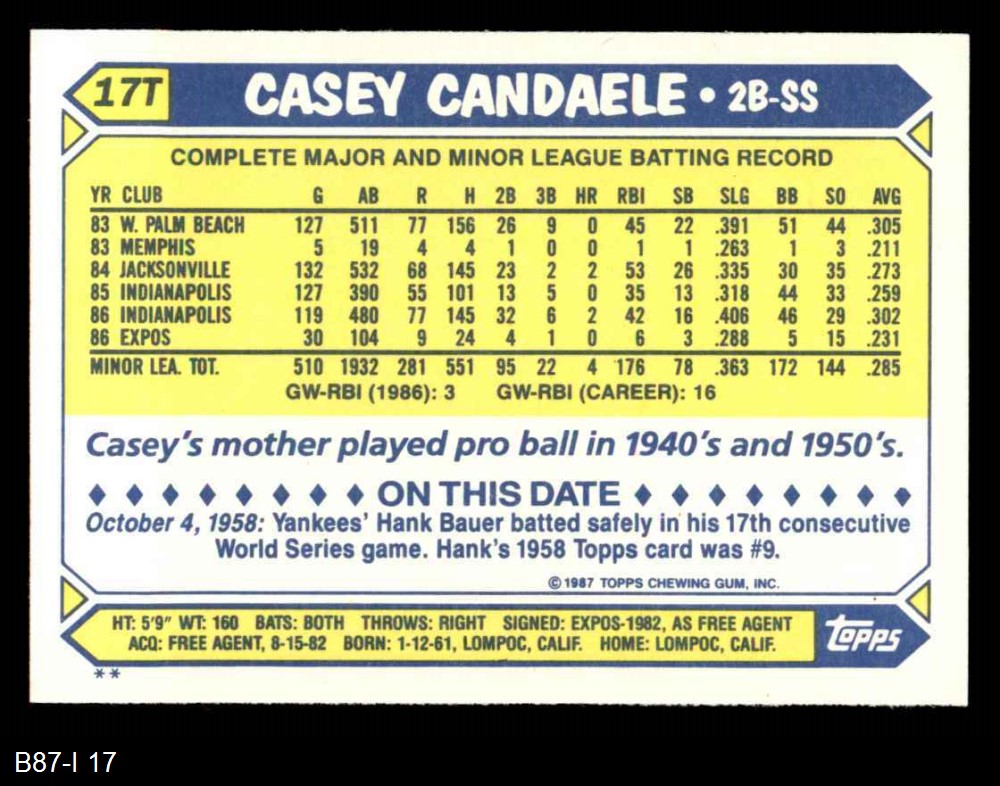 17T CASEY CANDAELE • 2B-SS
COMPLETE MAJOR AND MINOR LEAGUE BATTING RECORD
YR CLUB G AB R H 2B 3B HR RBI SB SLG BB SO AVG
83 W. PALM BEACH 127 511 77 156 26 9 0 45 22 .391 51 44 .305
83 MEMPHIS 5 19 4 4 1 0 0 1 1 .263 1 3 .211
84 JACKSONVILLE 132 532 68 145 23 2 2 53 26 .335 30 35 .273
85 INDIANAPOLIS 127 390 55 101 13 5 0 35 13 .318 44 33 .259
86 INDIANAPOLIS 119 480 77 145 32 6 2 42 16 .406 46 29 .302
86 EXPOS 30 104 9 24 4 1 0 6 3 .288 5 15 .231
MINOR LEA. TOT. 510 1932 281 551 95 22 4 176 78 .363 172 144 .285
GW-RBI (1986): 3 GW-RBI (CAREER): 16
Casey's mother played pro ball in 1940's and 1950's.
ON THIS DATE
October 4, 1958: Yankees' Hank Bauer batted safely in his 17th consecutive
World Series game. Hank's 1958 Topps card was #9.
© 1987 TOPPS CHEWING GUM, INC.
HT: 5'9" WT: 160 BATS: BOTH THROWS: RIGHT SIGNED: EXPOS-1982, AS FREE AGENT
ACQ: FREE AGENT, 8-15-82 BORN: 1-12-61, LOMPOC, CALIF. HOME: LOMPOC, CALIF.
topps
**
B87-I 17